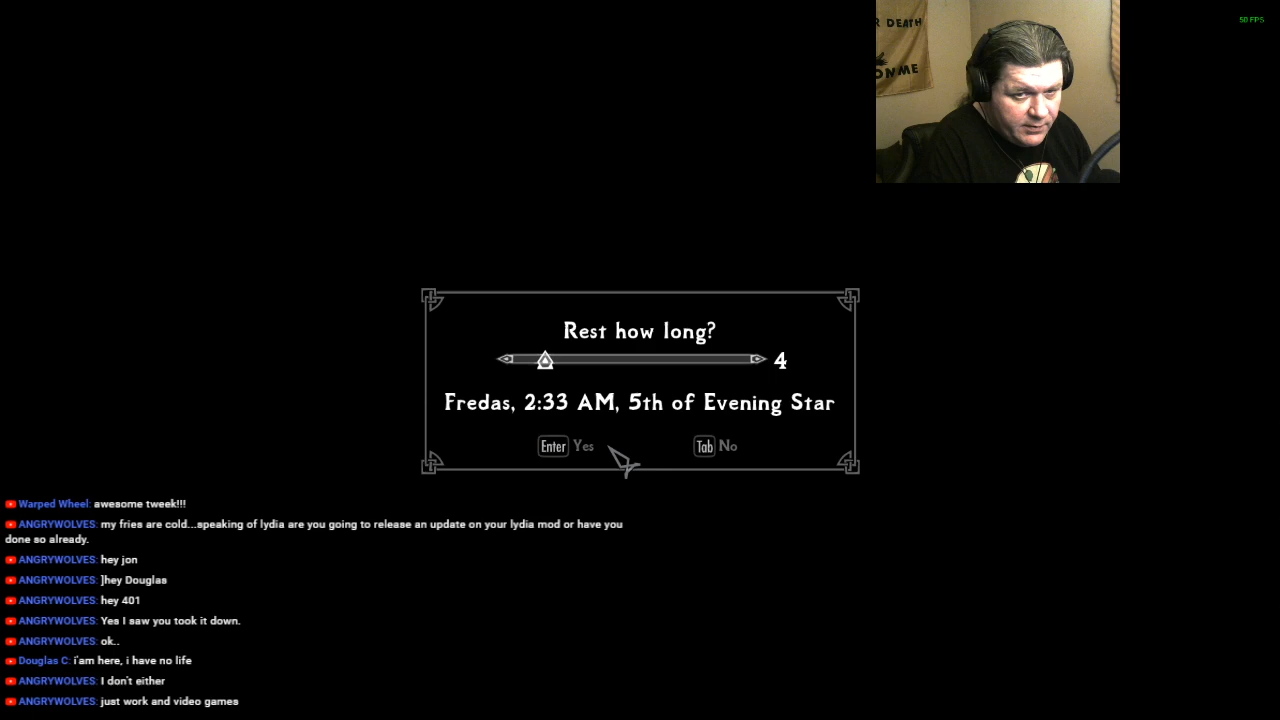 R DEATH
ONME
50 FPS
Rest how long?
4
Fredas, 2:33 AM, 5th of Evening Star
Enter Yes
Tab No
Warped Wheel: awesome tweek!!!
ANGRYWOLVES: my fries are cold...speaking of lydia are you going to release an update on your lydia mod or have you
done so already.
ANGRYWOLVES: hey jon
ANGRYWOLVES: ]hey Douglas
ANGRYWOLVES: hey 401
ANGRYWOLVES: Yes I saw you took it down.
ANGRYWOLVES: ok..
Douglas C: i'am here, i have no life
ANGRYWOLVES: I don't either
ANGRYWOLVES: just work and video games